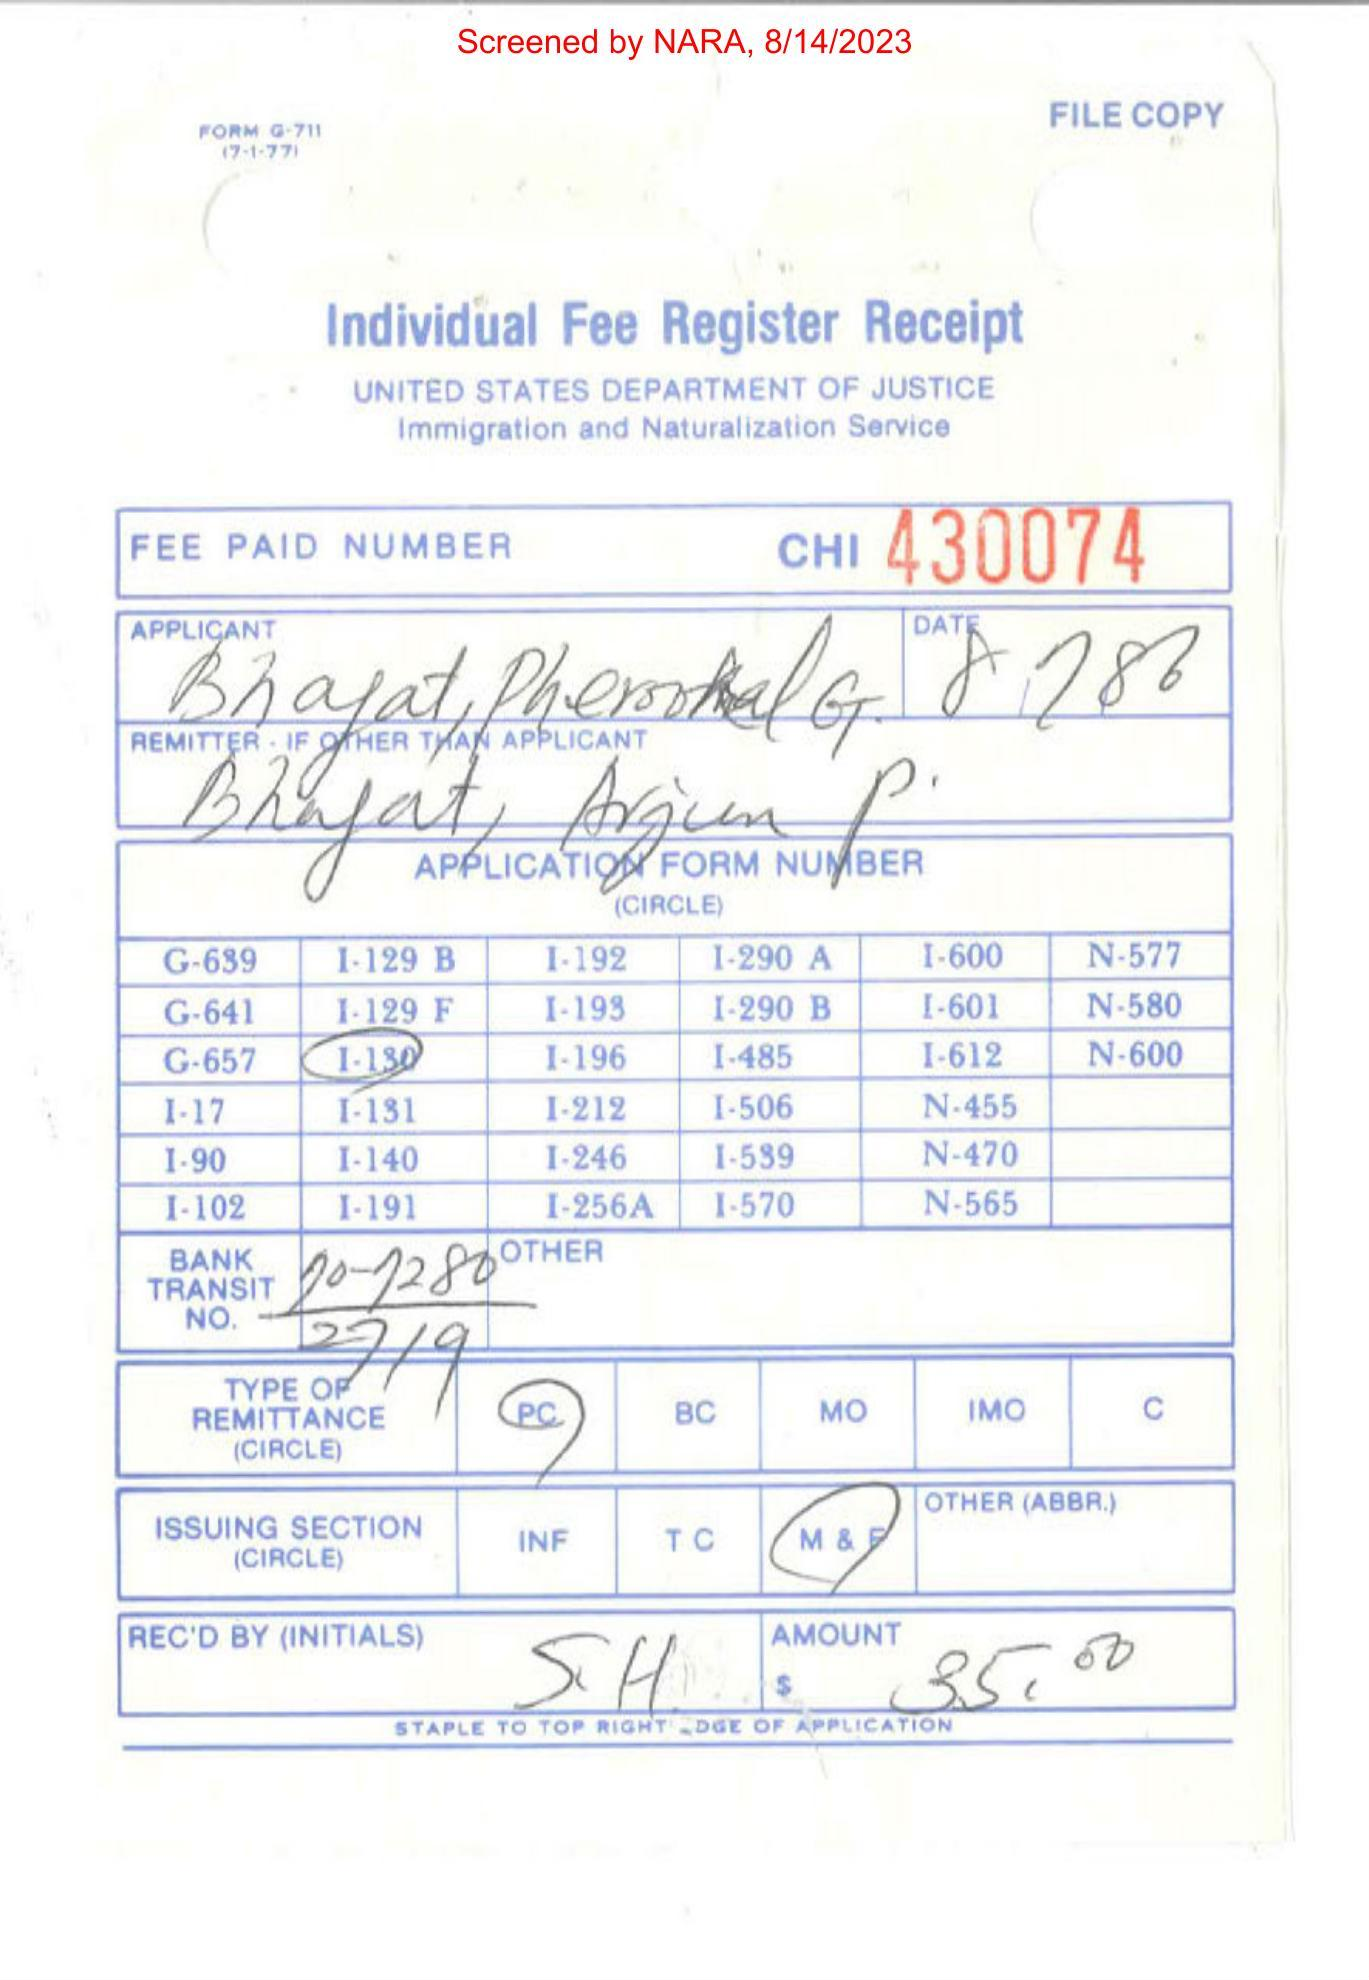 Screened by NARA, 8/14/2023
FILE COPY
FORM G-711
(7-1-77)
Individual Fee Register Receipt
UNITED STATES DEPARTMENT OF JUSTICE
Immigration and Naturalization Service
FEE PAID NUMBER CHI 430074
APPLICANT DATE
Bhagat, G.
REMITTER - IF OTHER THAN APPLICANT
Bhagat, Arjun P.
APPLICATION FORM NUMBER
(CIRCLE)
G-639 I-129 B I-192 I-290 A I-600 N-577
G-641 I-129 F I-193 I-290 B I-601 N-580
G-657 I-130 I-196 I-485 I-612 N-600
I-17 I-131 I-212 I-506 N-455
I-90 I-140 I-246 I-539 N-470
I-102 I-191 I-256A I-570 N-565
BANK TRANSIT NO. 70-7280 OTHER
2719
TYPE OF REMITTANCE (CIRCLE) PC BC MO IMO C
ISSUING SECTION (CIRCLE) INF T C M & F OTHER (ABBR.)
REC'D BY (INITIALS) S.H. AMOUNT
$ 35.00
STAPLE TO TOP RIGHT EDGE OF APPLICATION